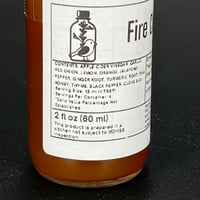 Fire
CONTENTS: APPLE CIDER VINEGAR, GARLIC,
RED ONION, LEMON, ORANGE, JALAPENO
PEPPER, GINGER ROOT, TURMERIC ROOT,
HONEY, THYME, BLACK PEPPER, CLOVES
Serving Size: 15 ml (1 TBSP)
Servings Per Container: 4
*Daily Value Percentage Not
Established
2 fl oz (60 ml)
This product is prepared in a
kitchen not subject to
inspection